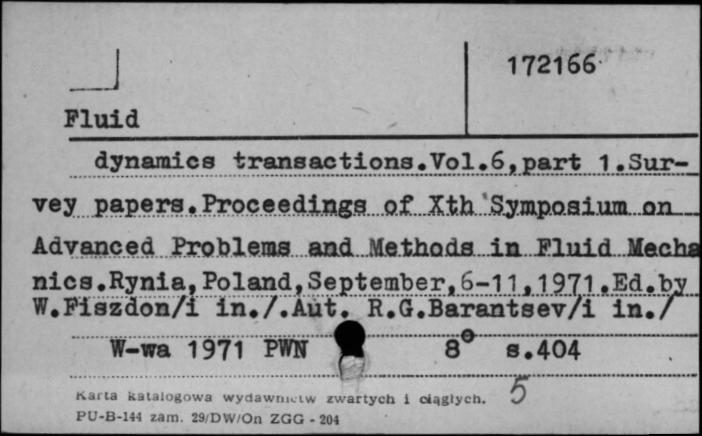 172166
Fluid
dynamics transactions.Vol.6,part 1.Sur-
vey papers.Proceedings of Xth Symposium on
Advanced Problems and Methods in Fluid Mecha
nics.Rynia,Poland,September,6-11,1971.Ed.by
W.Fiszdon/i in./.Aut. R.G.Barantsev/i in./
W-wa 1971 PWN 8° s.404
5
Karta katalogowa wydawnictw zwartych i ciągłych.
PU-B-144 zam. 29/DW/On ZGG - 204